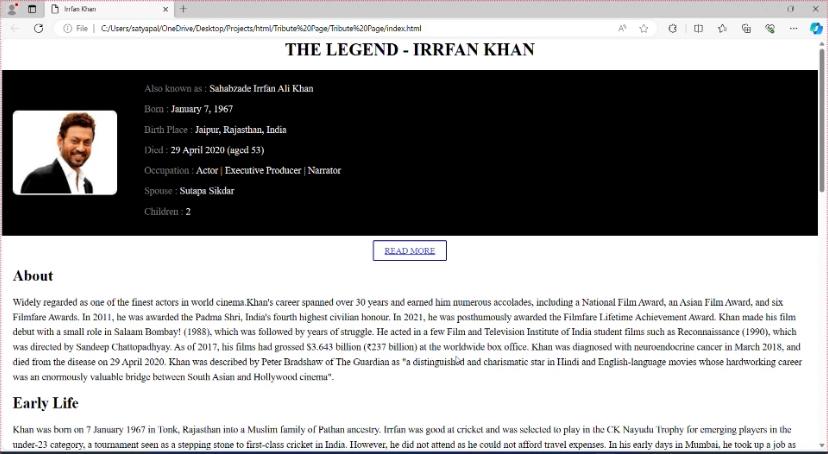 Irrfan Khan
File
C:/Users/satyapal/OneDrive/Desktop/Projects/html/Tribute%20Page/Tribute%20Page/index.html
THE LEGEND - IRRFAN KHAN
Also known as : Sahabzade Irrfan Ali Khan
Born : January 7, 1967
Birth Place : Jaipur, Rajasthan, India
Died : 29 April 2020 (aged 53)
Occupation : Actor | Executive Producer | Narrator
Spouse : Sutapa Sikdar
Children : 2
READ MORE
About
Widely regarded as one of the finest actors in world cinema.Khan's career spanned over 30 years and earned him numerous accolades, including a National Film Award, an Asian Film Award, and six
Filmfare Awards. In 2011, he was awarded the Padma Shri, India's fourth highest civilian honour. In 2021, he was posthumously awarded the Filmfare Lifetime Achievement Award. Khan made his film
debut with a small role in Salaam Bombay! (1988), which was followed by years of struggle. He acted in a few Film and Television Institute of India student films such as Reconnaissance (1990), which
was directed by Sandeep Chattopadhyay. As of 2017, his films had grossed $3.643 billion (₹237 billion) at the worldwide box office. Khan was diagnosed with neuroendocrine cancer in March 2018, and
died from the disease on 29 April 2020. Khan was described by Peter Bradshaw of The Guardian as "a distinguished and charismatic star in Hindi and English-language movies whose hardworking career
was an enormously valuable bridge between South Asian and Hollywood cinema".
Early Life
Khan was born on 7 January 1967 in Tonk, Rajasthan into a Muslim family of Pathan ancestry. Irrfan was good at cricket and was selected to play in the CK Nayudu Trophy for emerging players in the
under-23 category, a tournament seen as a stepping stone to first-class cricket in India. However, he did not attend as he could not afford travel expenses. In his early days in Mumbai, he took up a job as